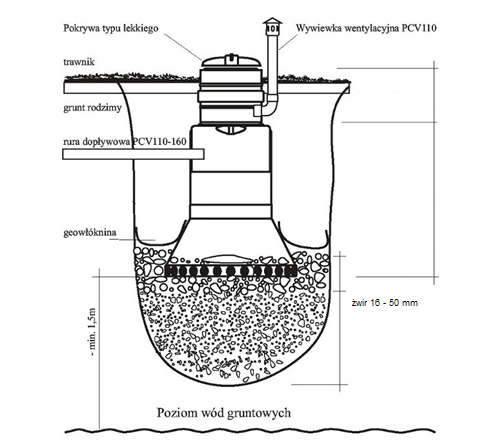 Pokrywa typu lekkiego
Wywiewka wentylacyjna PCV110
trawnik
grunt rodzimy
rura dopływowa PCV110-160
geowłóknina
żwir 16 - 50 mm
- min. 1,5m
Poziom wód gruntowych